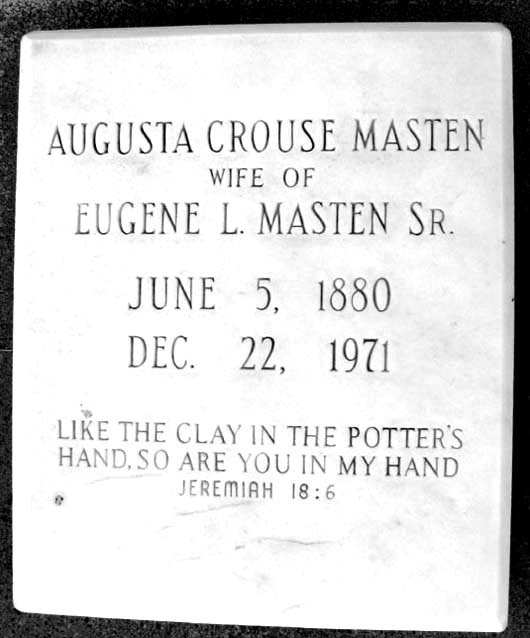 AUGUSTA CROUSE MASTEN
WIFE OF
EUGENE L. MASTEN SR.
JUNE 5, 1880
DEC. 22, 1971
LIKE THE CLAY IN THE POTTER'S
HAND, SO ARE YOU IN MY HAND
JEREMIAH 18:6